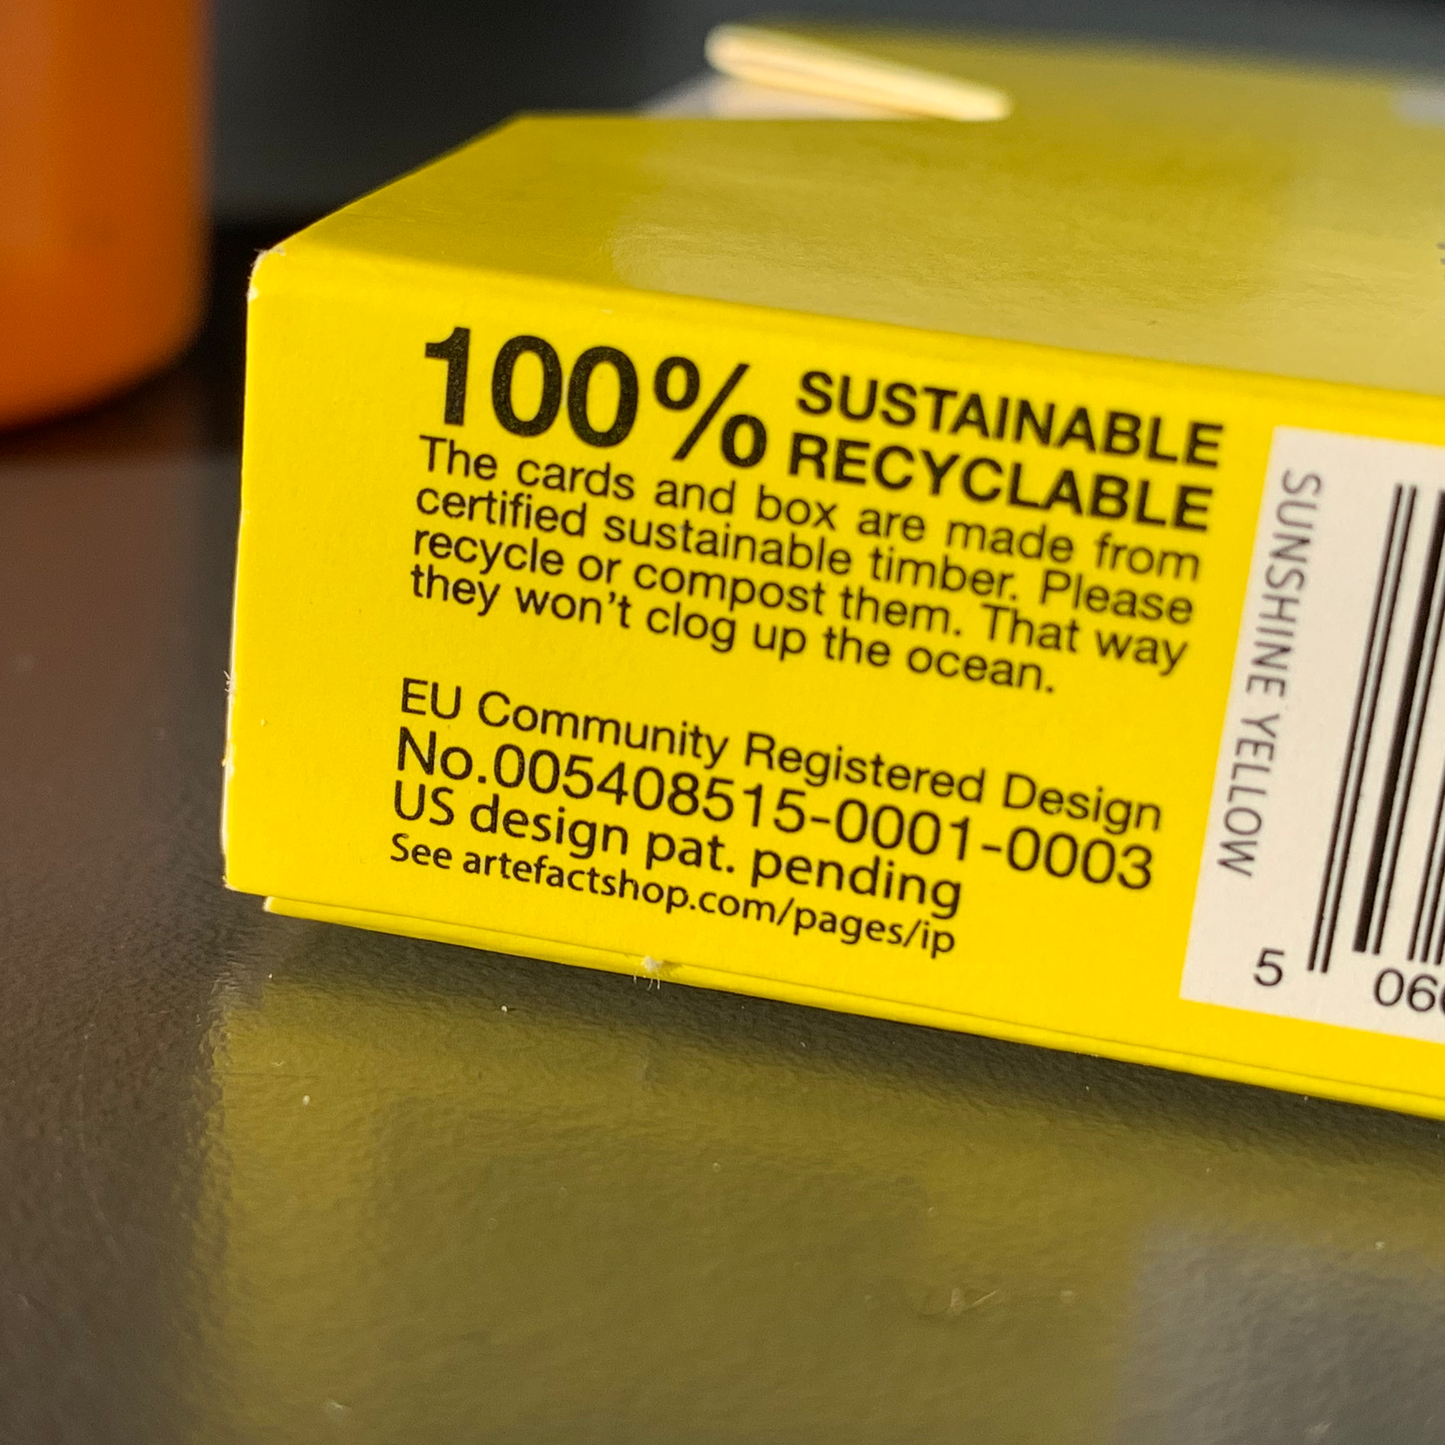 100% SUSTAINABLE
RECYCLABLE
The cards and box are made from
certified sustainable timber. Please
recycle or compost them. That way
they won't clog up the ocean.
EU Community Registered Design
No.005408515-0001-0003
US design pat. pending
See artefactshop.com/pages/ip
SUNSHINE YELLOW
5 06